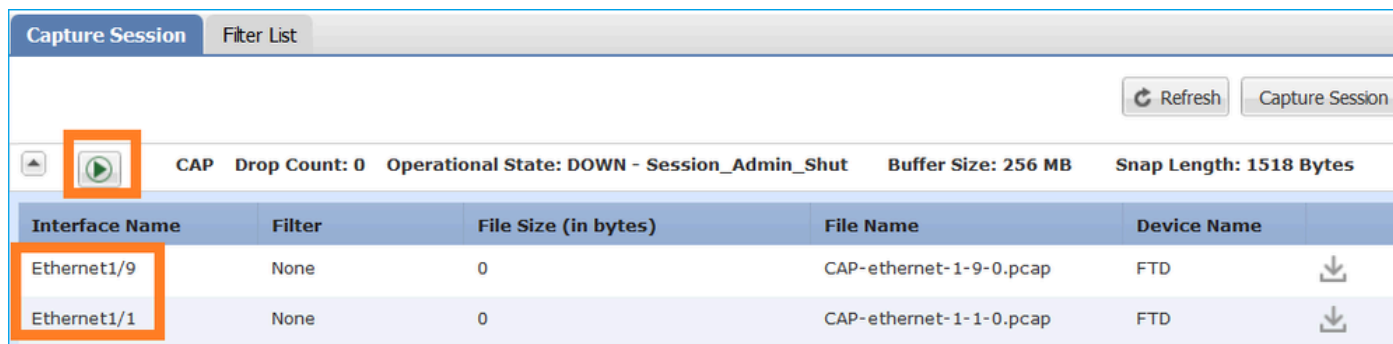 Capture Session Filter List
Refresh Capture Session
CAP Drop Count: 0 Operational State: DOWN - Session_Admin_Shut Buffer Size: 256 MB Snap Length: 1518 Bytes
Interface Name Filter File Size (in bytes) File Name Device Name
Ethernet1/9 None 0 CAP-ethernet-1-9-0.pcap FTD
Ethernet1/1 None 0 CAP-ethernet-1-1-0.pcap FTD